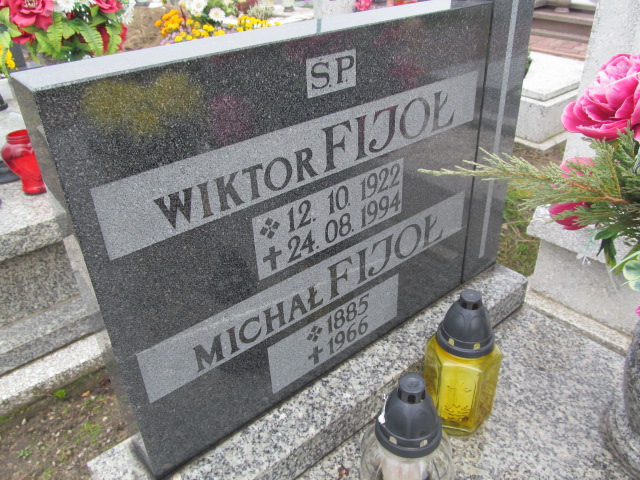 S.P
WIKTOR FIJOŁ
12. 10. 1922
24. 08. 1994
MICHAŁ FIJOŁ
1885
1966